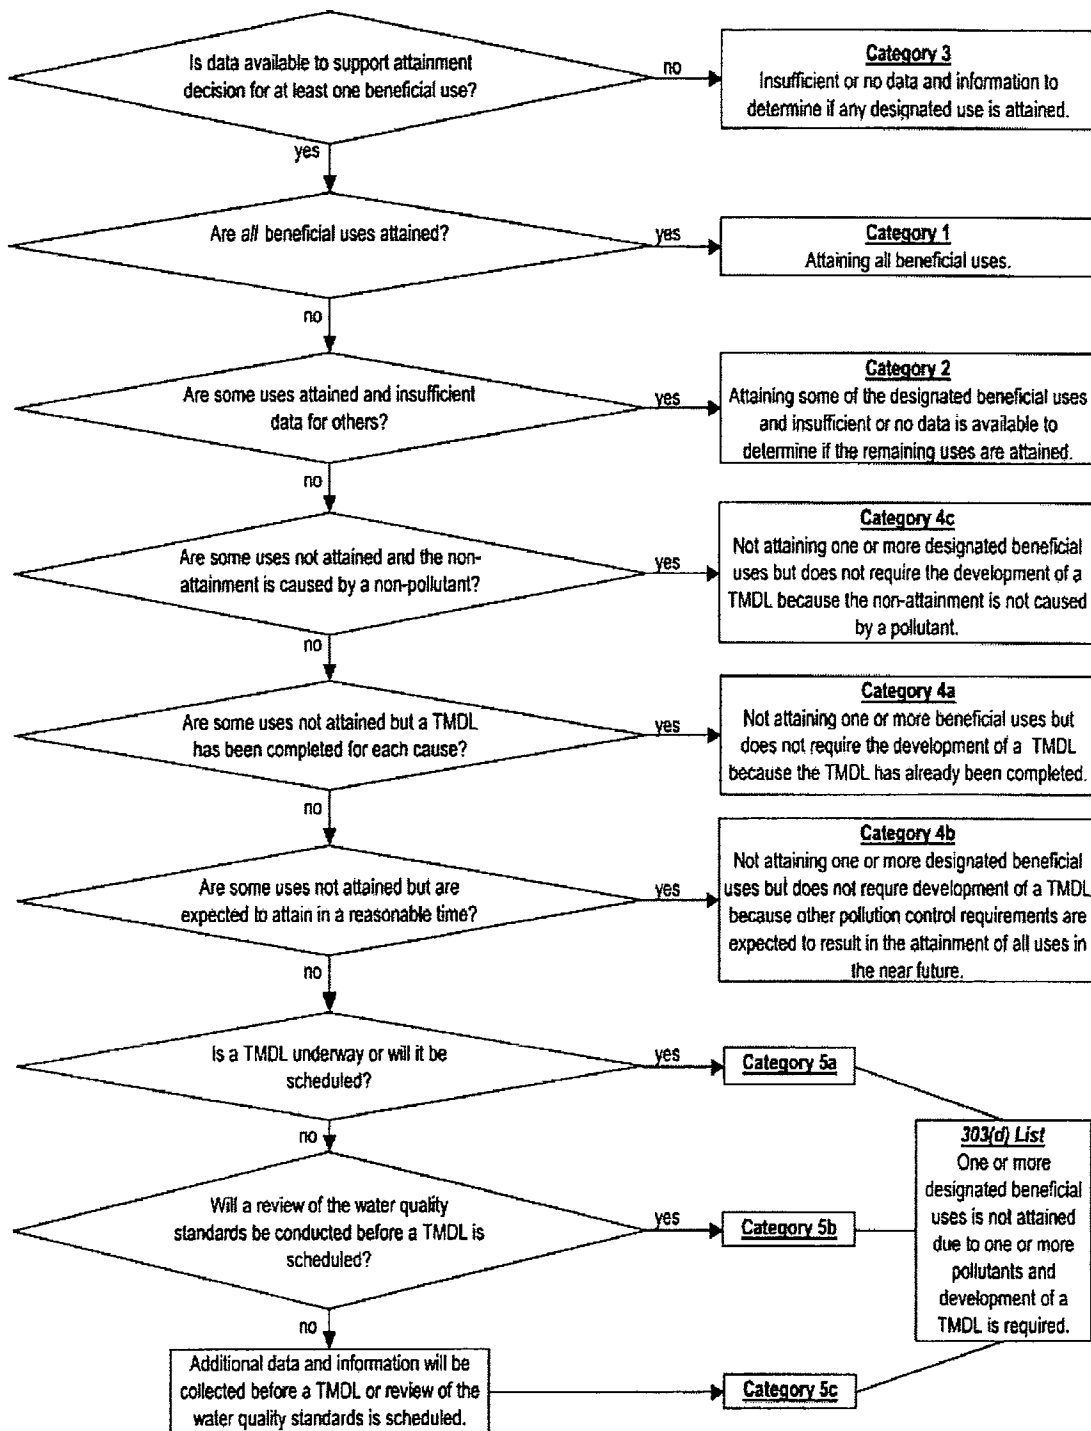 Is data available to support attainment
decision for at least one beneficial use?
no
Category 3
Insufficient or no data and information to
determine if any designated use is attained.
yes
Are all beneficial uses attained?
yes
Category 1
Attaining all beneficial uses.
no
Are some uses attained and insufficient
data for others?
yes
Category 2
Attaining some of the designated beneficial uses
and insufficient or no data is available to
determine if the remaining uses are attained.
no
Are some uses not attained and the non-
attainment is caused by a non-pollutant?
yes
Category 4c
Not attaining one or more designated beneficial
uses but does not require the development of a
TMDL because the non-attainment is not caused
by a pollutant.
no
Are some uses not attained but a TMDL
has been completed for each cause?
Category 4a
Not attaining one or more beneficial uses but
does not require the development of a TMDL
because the TMDL has already been completed.
no
Are some uses not attained but are
expected to attain in a reasonable time?
yes
Category 4b
Not attaining one or more designated beneficial
uses but does not requre development of a TMDL
because other pollution control requirements are
expected to result in the attainment of all uses in
the near future.
no
Is a TMDL underway or will it be
scheduled?
yes
Category 5a
no
Will a review of the water quality
standards be conducted before a TMDL is
scheduled?
yes
Category 5b
303(d) List
One or more
designated beneficial
uses is not attained
due to one or more
pollutants and
development of a
TMDL is required.
no
Additional data and information will be
collected before a TMDL or review of the
water quality standards is scheduled.
Category 5c